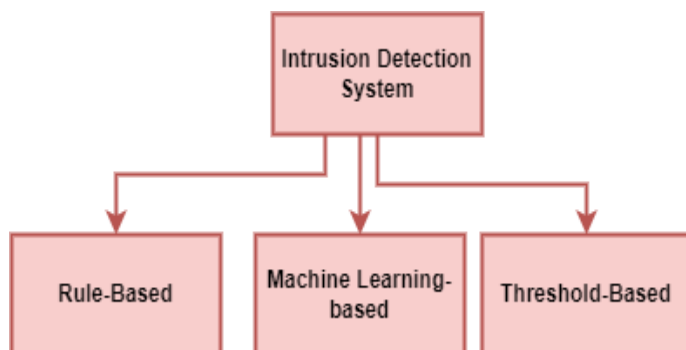 Intrusion Detection
System
Rule-Based
Machine Learning-
based
Threshold-Based